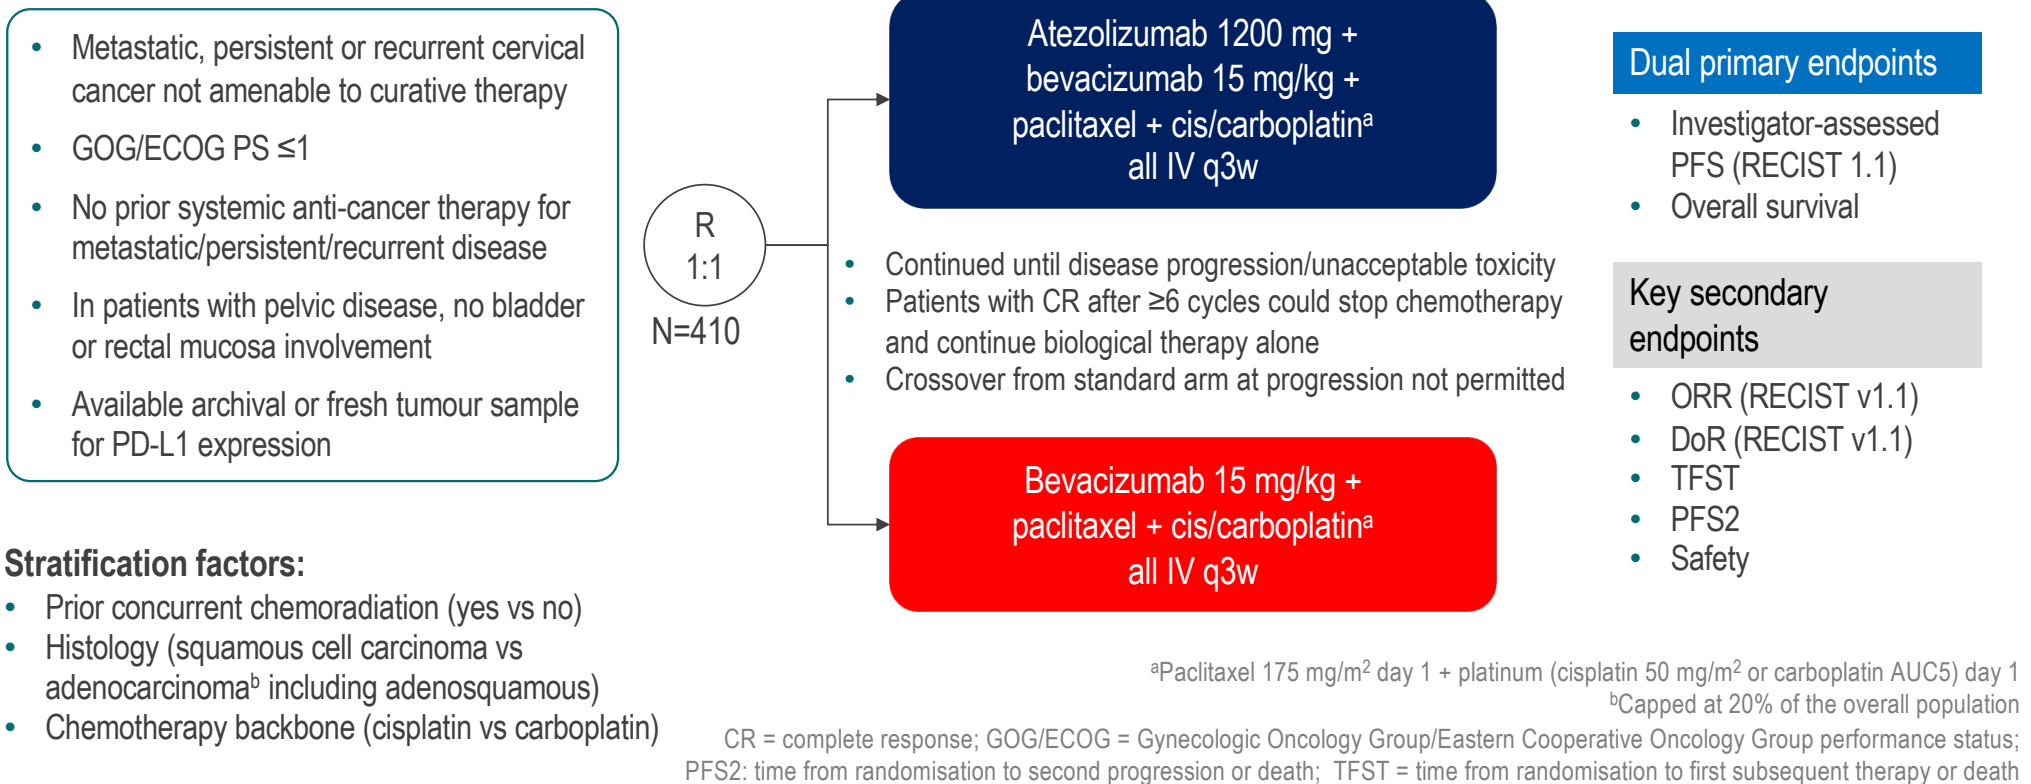 • Metastatic, persistent or recurrent cervical
cancer not amenable to curative therapy
• GOG/ECOG PS ≤1
• No prior systemic anti-cancer therapy for
metastatic/persistent/recurrent disease
• In patients with pelvic disease, no bladder
or rectal mucosa involvement
• Available archival or fresh tumour sample
for PD-L1 expression
Stratification factors:
• Prior concurrent chemoradiation (yes vs no)
• Histology (squamous cell carcinoma vs
adenocarcinomaᵇ including adenosquamous)
• Chemotherapy backbone (cisplatin vs carboplatin)
R
1:1
N=410
Atezolizumab 1200 mg +
bevacizumab 15 mg/kg +
paclitaxel + cis/carboplatinᵃ
all IV q3w
• Continued until disease progression/unacceptable toxicity
• Patients with CR after ≥6 cycles could stop chemotherapy
and continue biological therapy alone
• Crossover from standard arm at progression not permitted
Bevacizumab 15 mg/kg +
paclitaxel + cis/carboplatinᵃ
all IV q3w
Dual primary endpoints
• Investigator-assessed
PFS (RECIST 1.1)
• Overall survival
Key secondary
endpoints
• ORR (RECIST v1.1)
• DoR (RECIST v1.1)
• TFST
• PFS2
• Safety
ᵃPaclitaxel 175 mg/m² day 1 + platinum (cisplatin 50 mg/m² or carboplatin AUC5) day 1
ᵇCapped at 20% of the overall population
CR = complete response; GOG/ECOG = Gynecologic Oncology Group/Eastern Cooperative Oncology Group performance status;
PFS2: time from randomisation to second progression or death; TFST = time from randomisation to first subsequent therapy or death